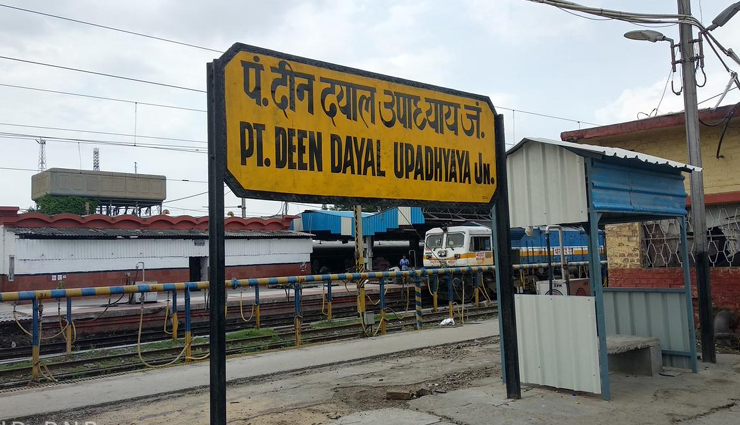 पं. दीन दयाल उपाध्याय जं.
PT. DEEN DAYAL UPADHYAYA JN.